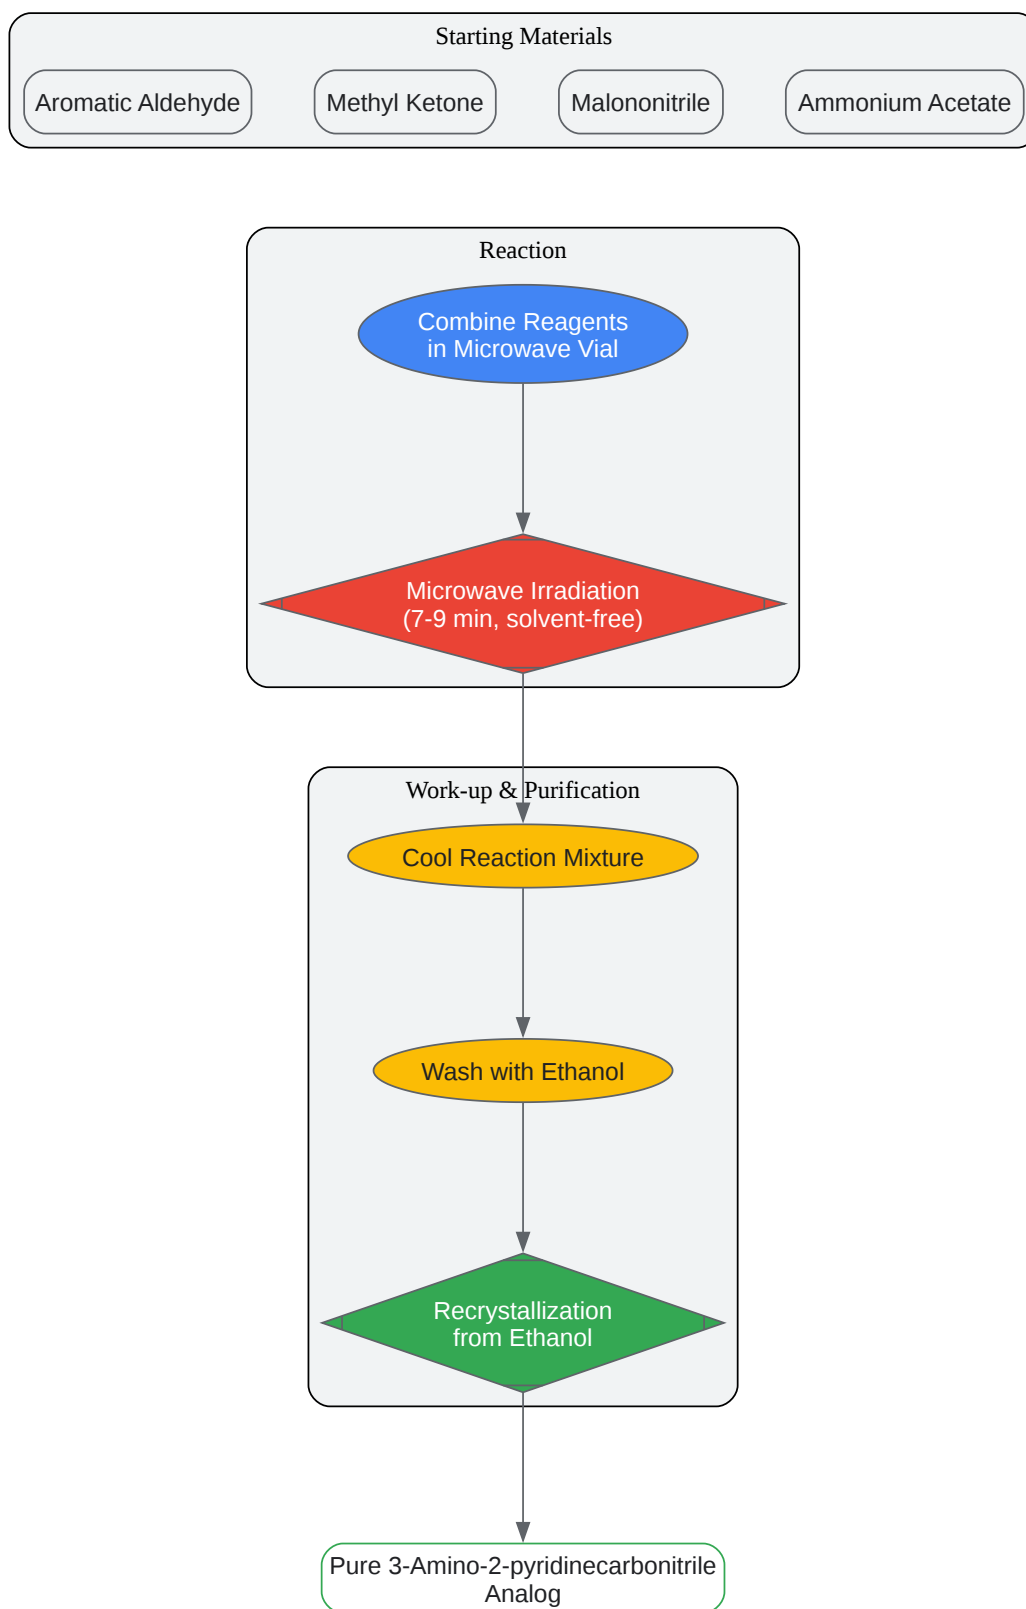 Starting Materials
Aromatic Aldehyde
Methyl Ketone
Malononitrile
Ammonium Acetate
Reaction
Combine Reagents
in Microwave Vial
Microwave Irradiation
(7-9 min, solvent-free)
Work-up & Purification
Cool Reaction Mixture
Wash with Ethanol
Recrystallization
from Ethanol
Pure 3-Amino-2-pyridinecarbonitrile
Analog